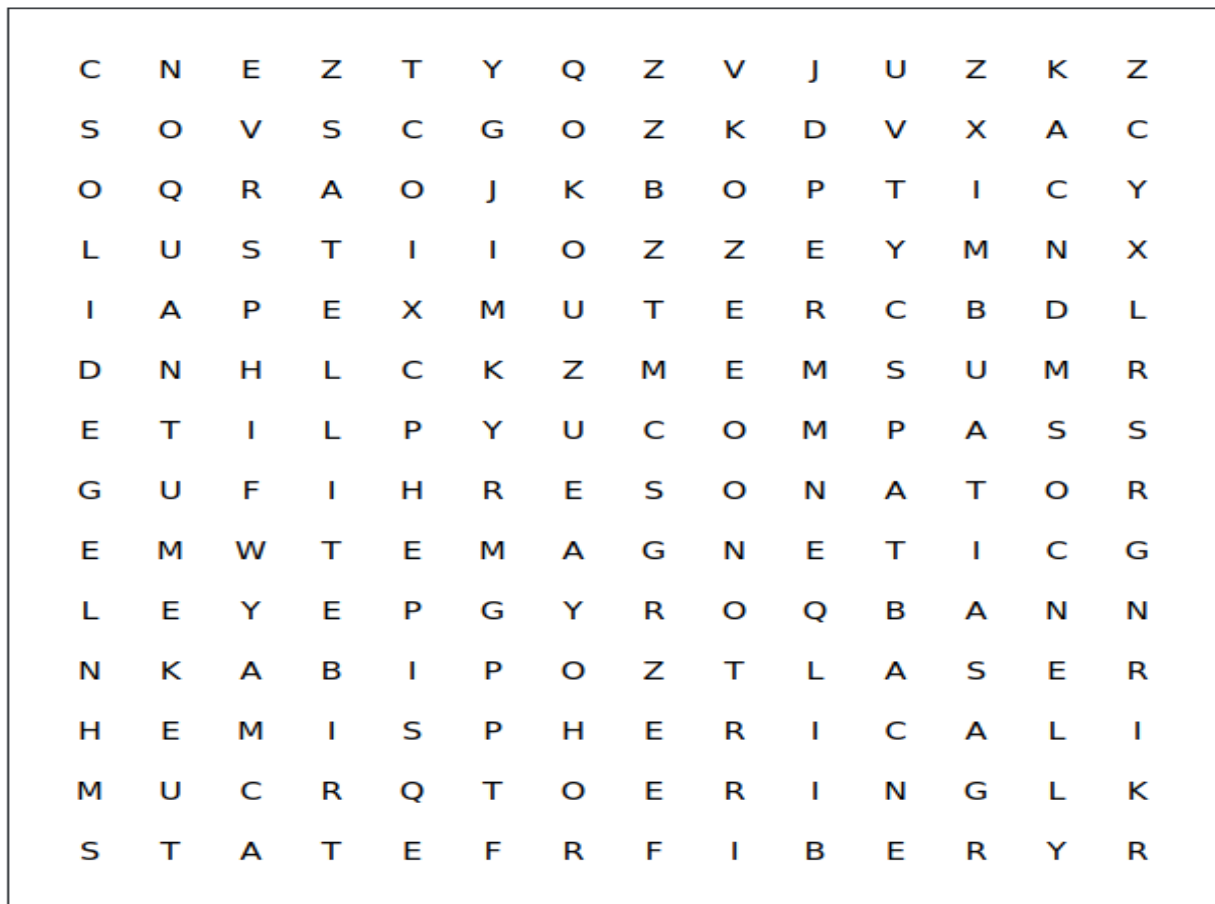 C N E Z T Y Q Z V J U Z K Z
S O V S C G O Z K D V X A C
O Q R A O J K B O P T I C Y
L U S T I I O Z Z E Y M N X
I A P E X M U T E R C B D L
D N H L C K Z M E M S U M R
E T I L P Y U C O M P A S S
G U F I H R E S O N A T O R
E M W T E M A G N E T I C G
L E Y E P G Y R O Q B A N N
N K A B I P O Z T L A S E R
H E M I S P H E R I C A L I
M U C R Q T O E R I N G L K
S T A T E F R F I B E R Y R